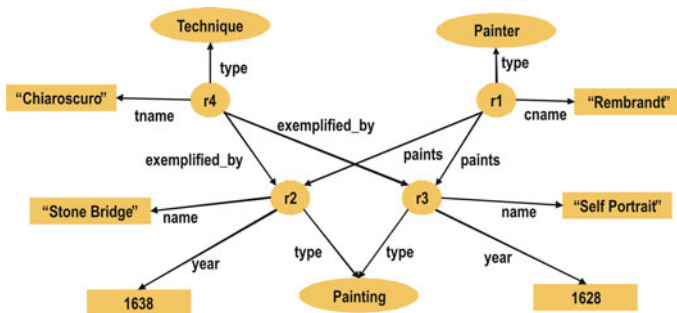 Technique
Painter
type
type
"Chiaroscuro"
r4
r1
"Rembrandt"
tname
cname
exemplified_by
exemplified_by
paints
paints
r2
r3
"Stone Bridge"
name
name
"Self Portrait"
type
type
year
year
1638
Painting
1628